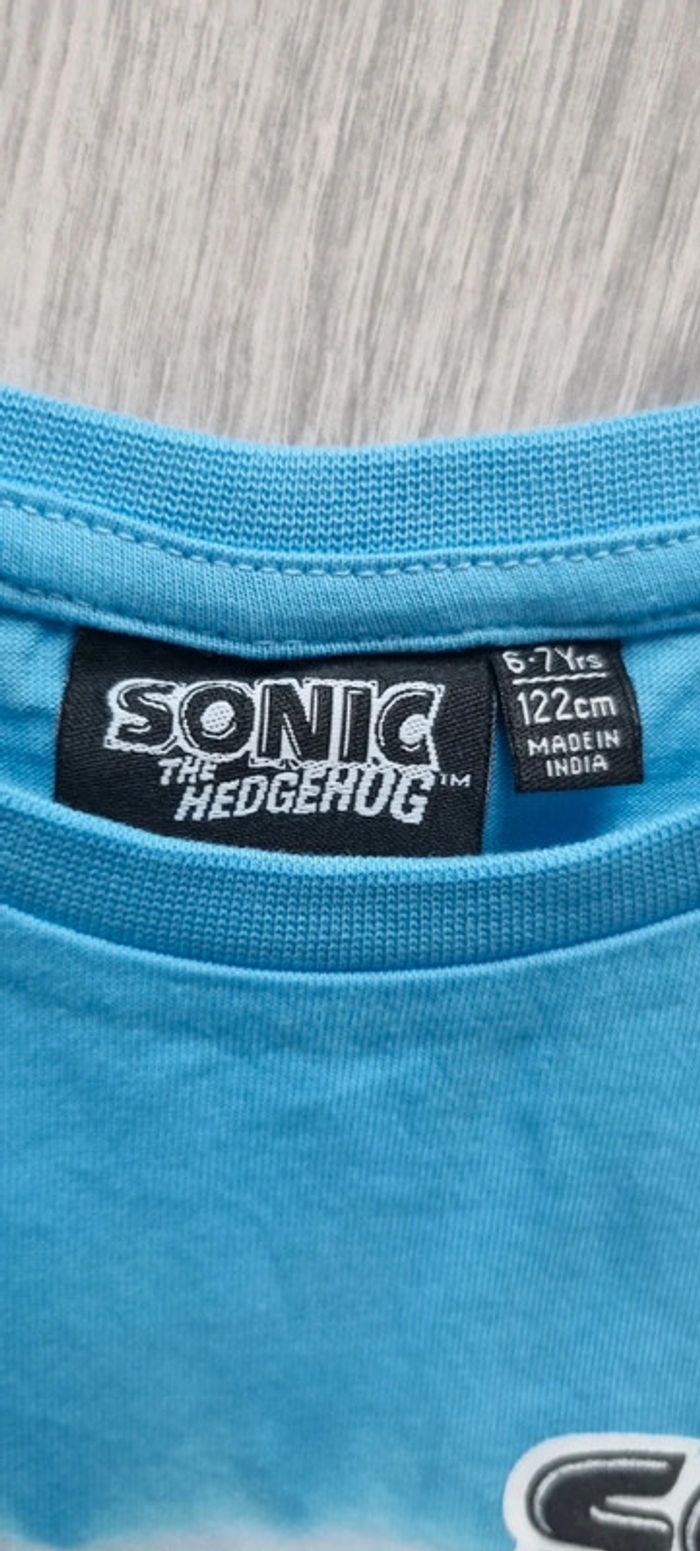 SONIC
THE
HEDGEHOG™
6-7Yrs
122cm
MADE IN
INDIA